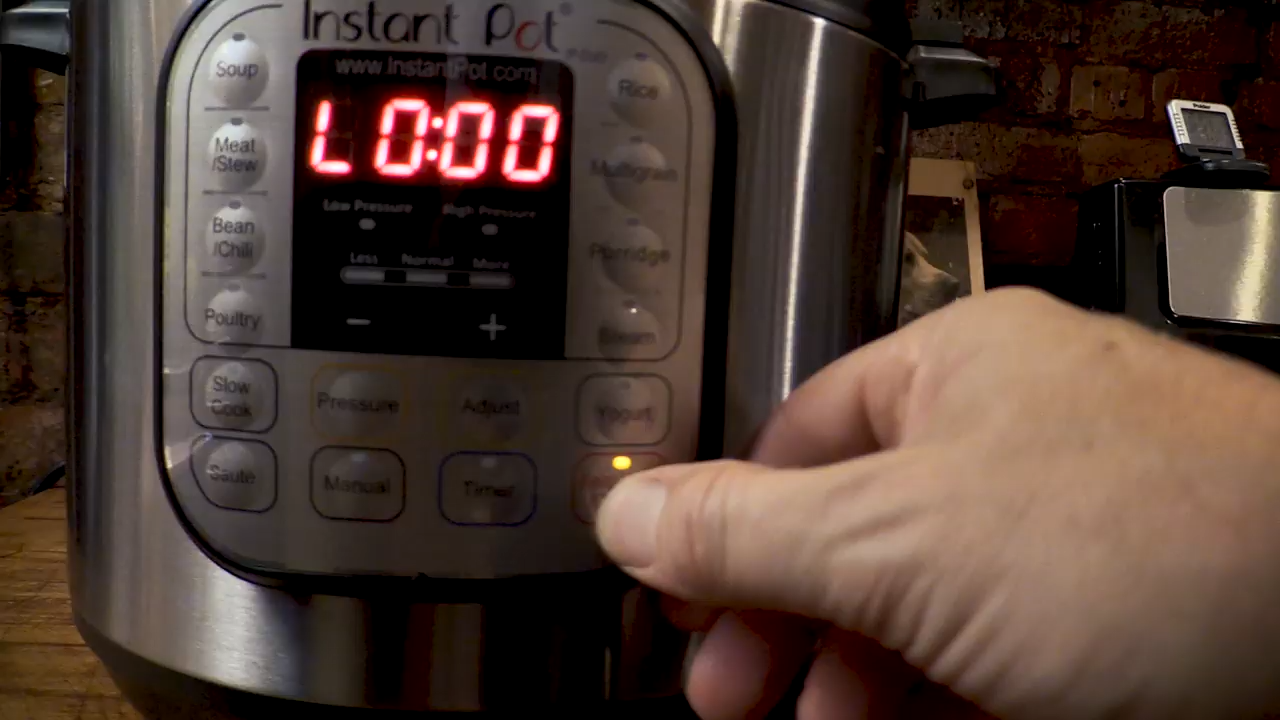 Instant Pot
www.InstantPot.com
L0:00
Low Pressure
High Pressure
Less
Normal
More
Soup
Meat
/Stew
Bean
/Chili
Poultry
Rice
Multigrain
Porridge
Steam
Slow
Cook
Pressure
Adjust
Yogurt
Saute
Manual
Timer